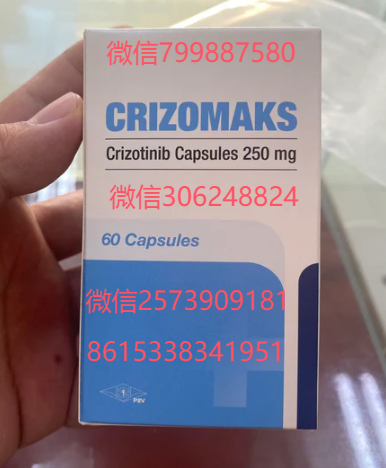 微信799887580
CRIZOMAKS
Crizotinib Capsules 250 mg
微信306248824
60 Capsules
微信2573909181
8615338341951